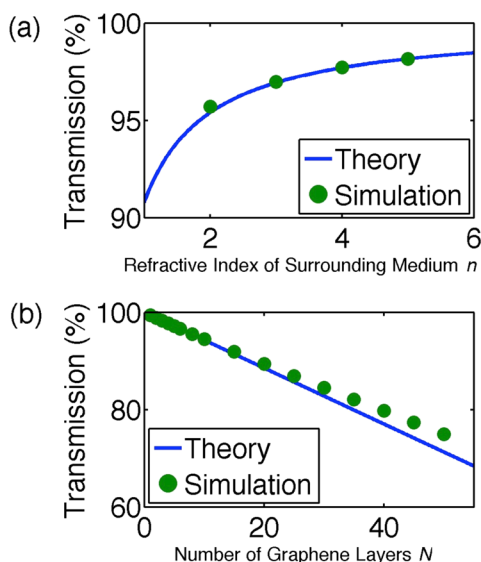 (a)
Transmission (%)
100
95
90
Theory
Simulation
2
4
6
Refractive Index of Surrounding Medium n
(b)
Transmission (%)
100
80
60
Theory
Simulation
0
20
40
Number of Graphene Layers N